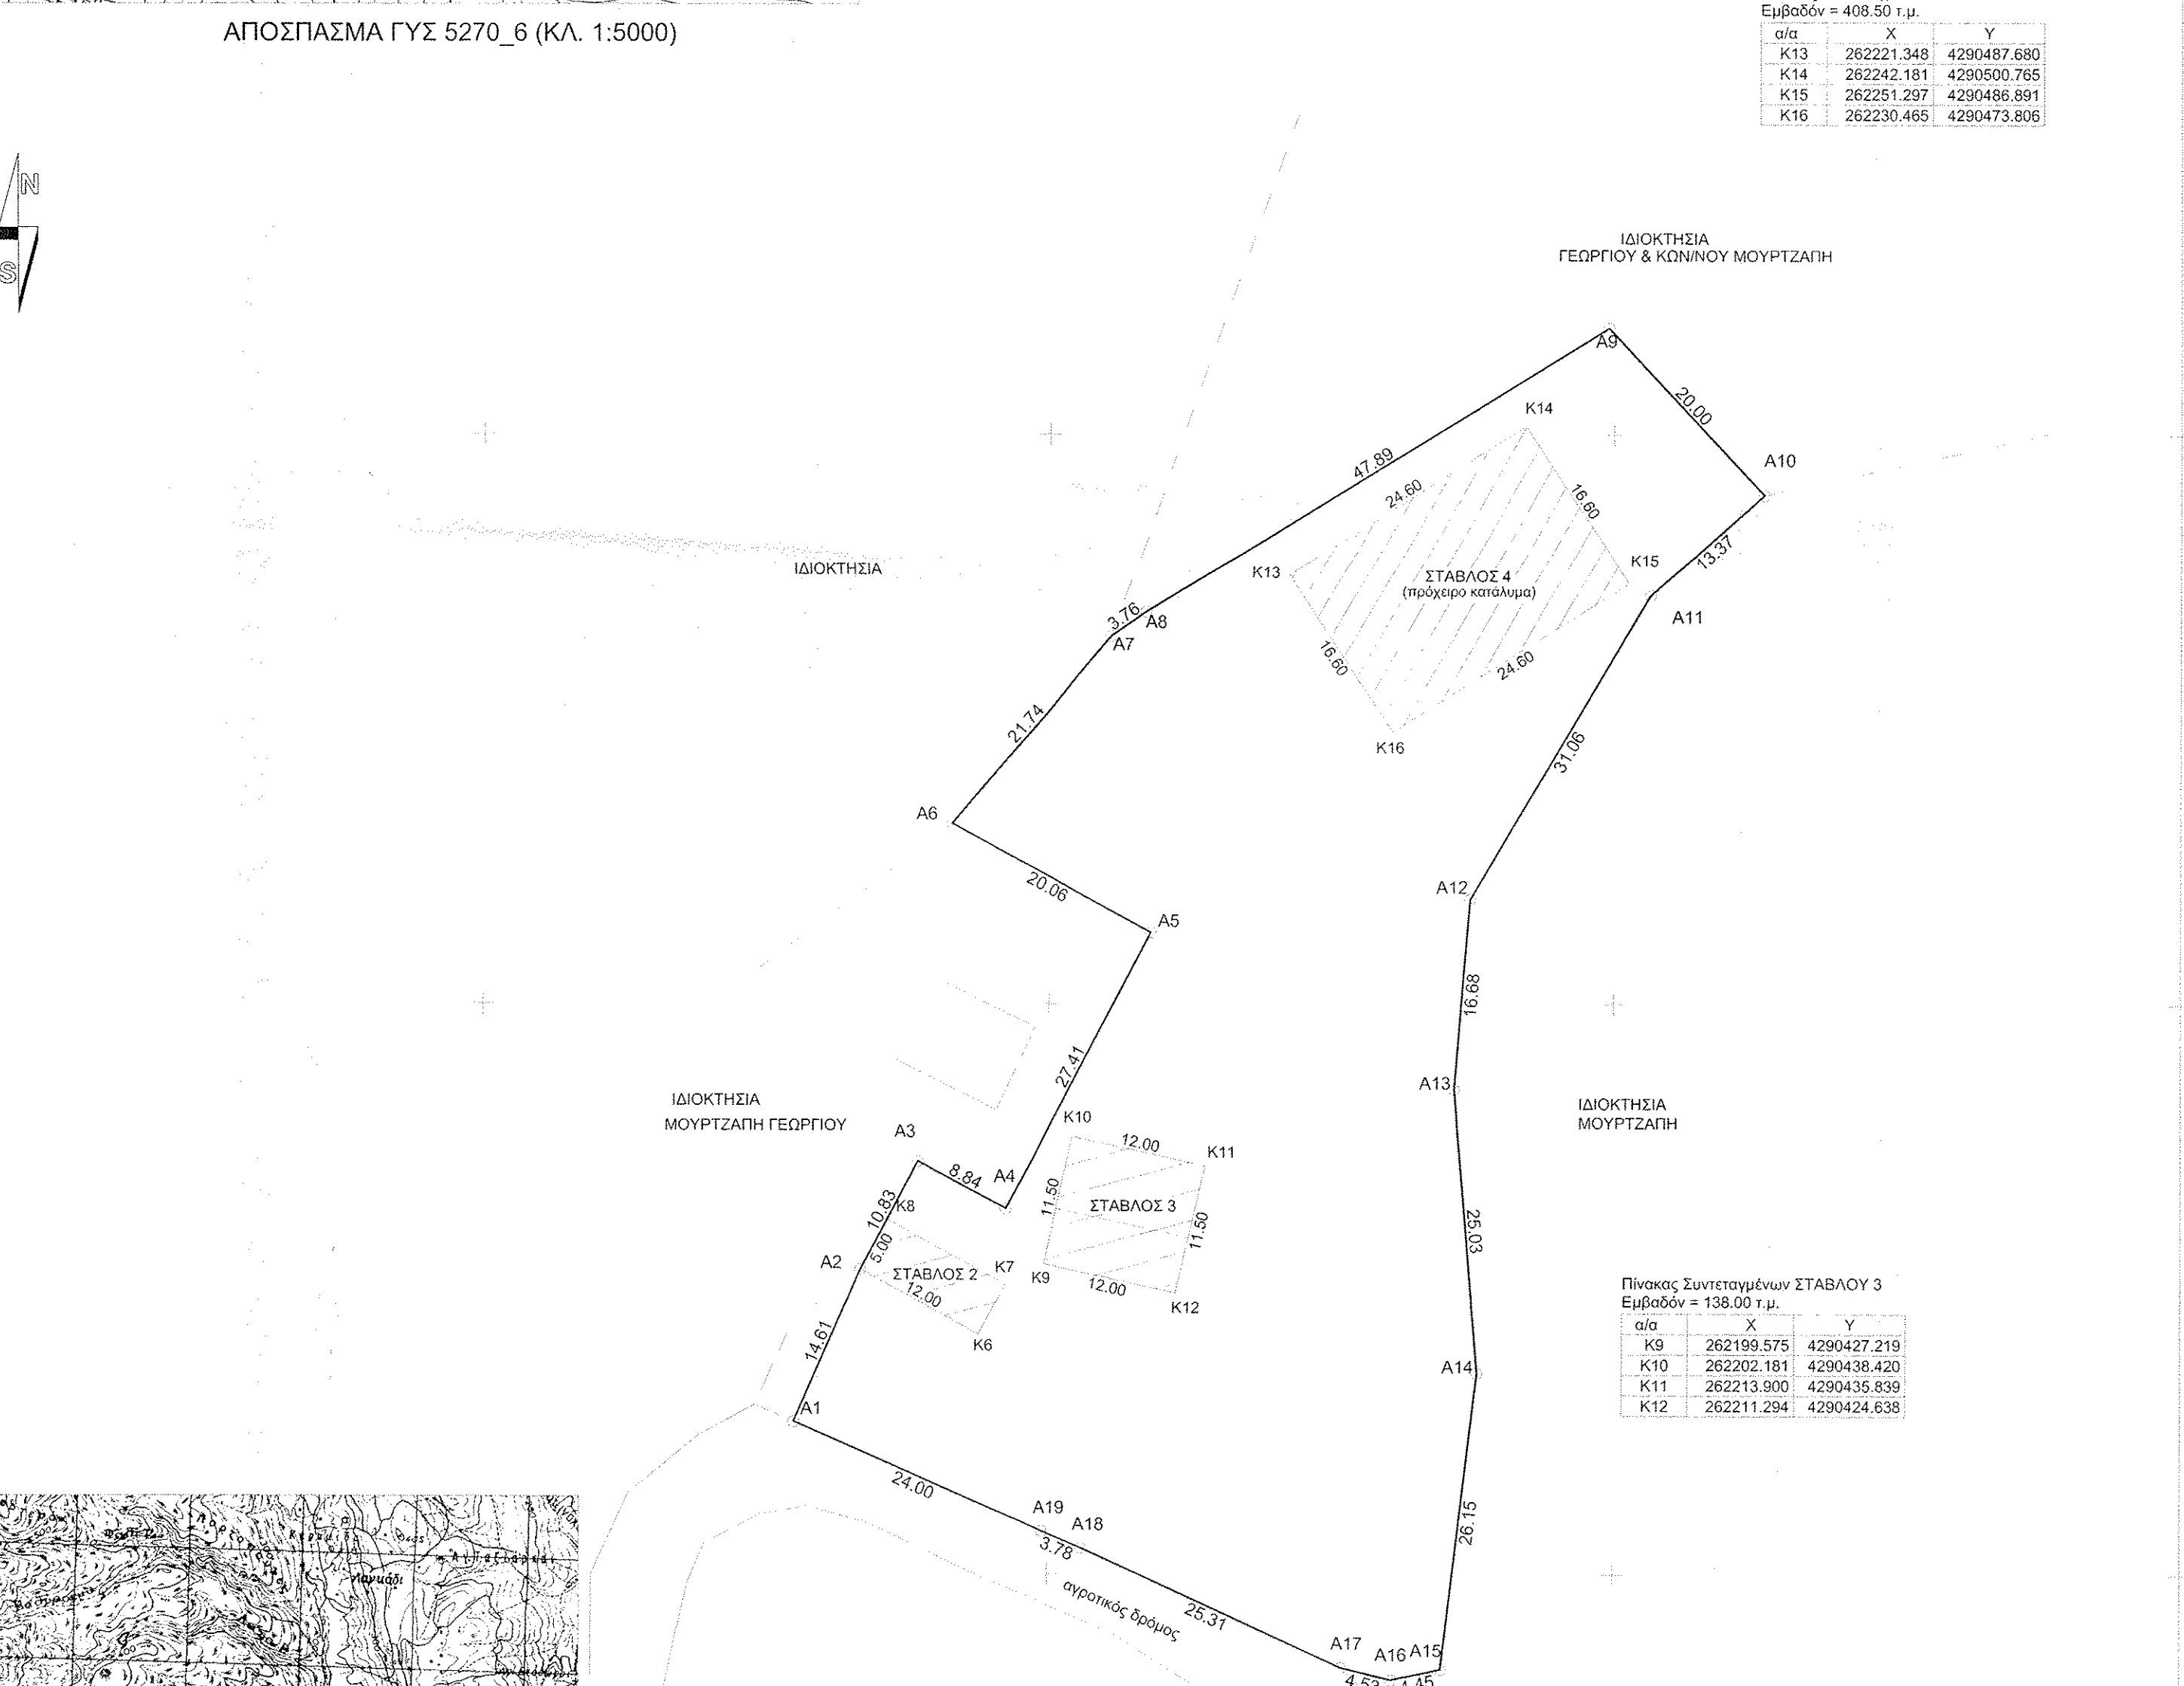 ΑΠΟΣΠΑΣΜΑ ΓΥΣ 5270_6 (ΚΛ. 1:5000)
Εμβαδόν = 408.50 τ.μ.
α/α X Y
K13 262221.348 4290487.680
K14 262242.181 4290500.765
K15 262251.297 4290486.891
K16 262230.465 4290473.806
N
S
ΙΔΙΟΚΤΗΣΙΑ
ΓΕΩΡΓΙΟΥ & ΚΩΝ/ΝΟΥ ΜΟΥΡΤΖΑΠΗ
A9
20.00
K14
A10
47.89
24.60
16.60
13.37
K13
K15
ΣΤΑΒΛΟΣ 4
(πρόχειρο κατάλυμα)
ΙΔΙΟΚΤΗΣΙΑ
3.76
A8
A7
A11
16.60
24.60
K16
21.74
31.06
A6
20.06
A12
A5
16.68
27.41
A13
ΙΔΙΟΚΤΗΣΙΑ
ΜΟΥΡΤΖΑΠΗ ΓΕΩΡΓΙΟΥ
ΙΔΙΟΚΤΗΣΙΑ
ΜΟΥΡΤΖΑΠΗ
A3
K10
12.00
K11
8.84
A4
11.50
ΣΤΑΒΛΟΣ 3
11.50
10.83
K8
5.00
25.03
A2
ΣΤΑΒΛΟΣ 2
K7
K9
12.00
12.00
K12
K6
14.61
Πίνακας Συντεταγμένων ΣΤΑΒΛΟΥ 3
Εμβαδόν = 138.00 τ.μ.
α/α X Y
K9 262199.575 4290427.219
K10 262202.181 4290438.420
K11 262213.900 4290435.839
K12 262211.294 4290424.638
A14
A1
24.00
A19
A18
3.78
26.15
αγροτικός δρόμος
25.31
A17
A16
A15
4.53
4.45
Λαγκάδι